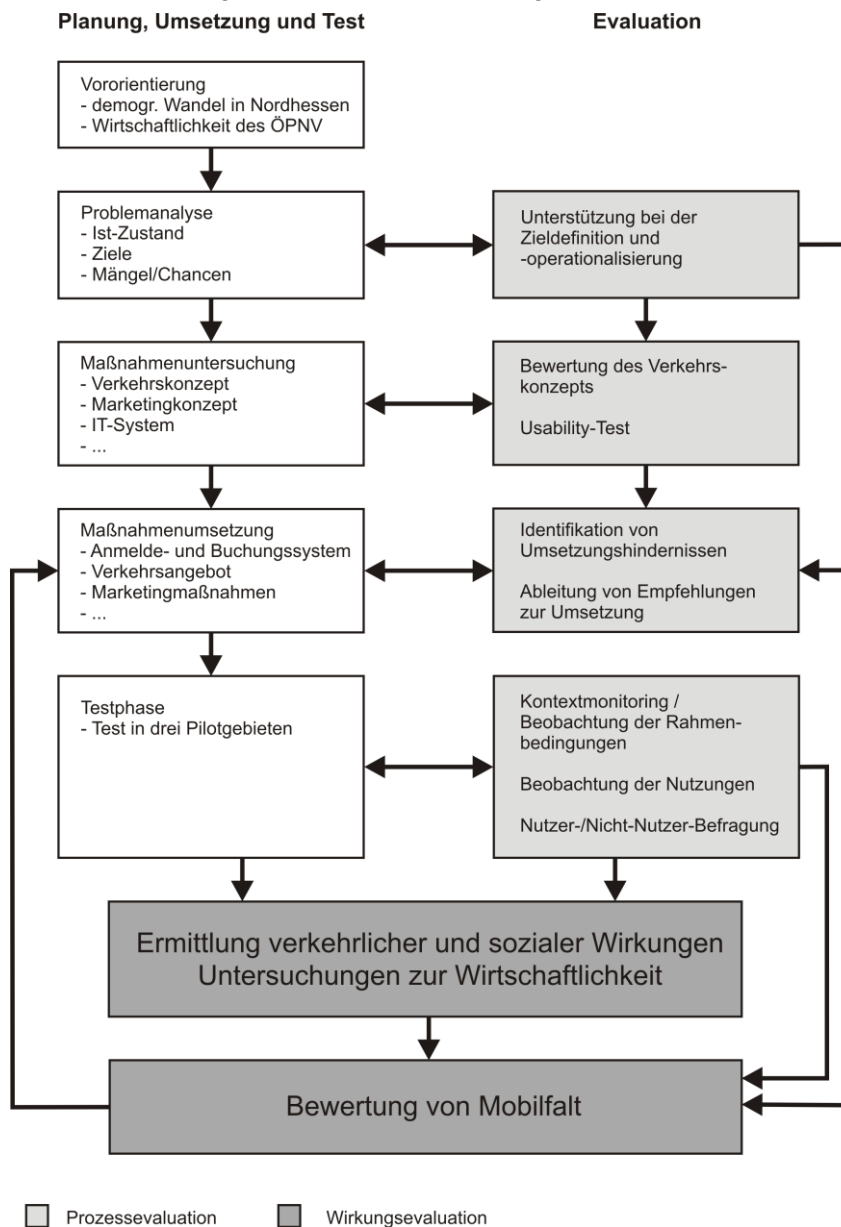 Planung, Umsetzung und Test
Evaluation
Vororientierung
- demogr. Wandel in Nordhessen
- Wirtschaftlichkeit des ÖPNV
Problemanalyse
- Ist-Zustand
- Ziele
- Mängel/Chancen
Unterstützung bei der
Zieldefinition und
-operationalisierung
Maßnahmenuntersuchung
- Verkehrskonzept
- Marketingkonzept
- IT-System
- ...
Bewertung des Verkehrs-
konzepts
Usability-Test
Maßnahmenumsetzung
- Anmelde- und Buchungssystem
- Verkehrsangebot
- Marketingmaßnahmen
- ...
Identifikation von
Umsetzungshindernissen
Ableitung von Empfehlungen
zur Umsetzung
Testphase
- Test in drei Pilotgebieten
Kontextmonitoring /
Beobachtung der Rahmen-
bedingungen
Beobachtung der Nutzungen
Nutzer-/Nicht-Nutzer-Befragung
Ermittlung verkehrlicher und sozialer Wirkungen
Untersuchungen zur Wirtschaftlichkeit
Bewertung von Mobilfalt
Prozessevaluation
Wirkungsevaluation